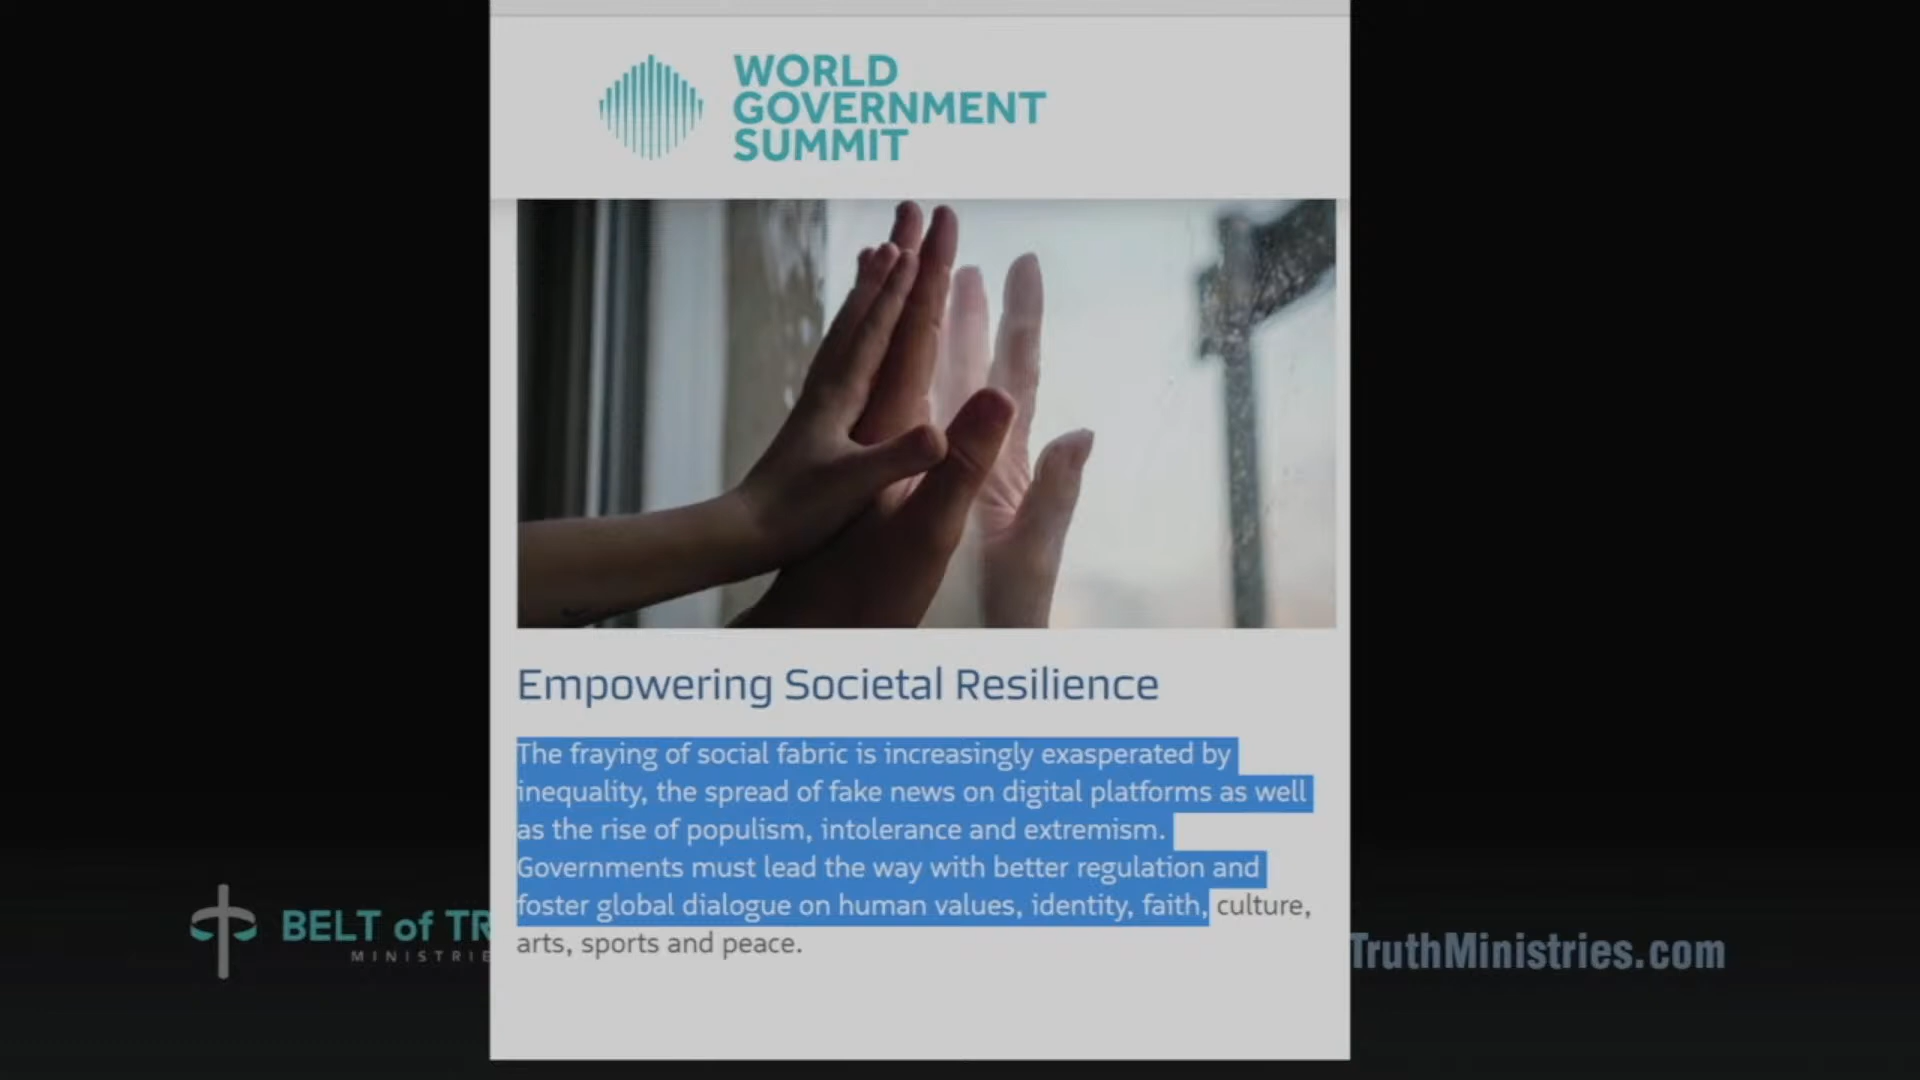 WORLD
GOVERNMENT
SUMMIT
Empowering Societal Resilience
The fraying of social fabric is increasingly exasperated by
inequality, the spread of fake news on digital platforms as well
as the rise of populism, intolerance and extremism.
Governments must lead the way with better regulation and
foster global dialogue on human values, identity, faith, culture,
arts, sports and peace.
BELT of TR
MINISTRIE
TruthMinistries.com